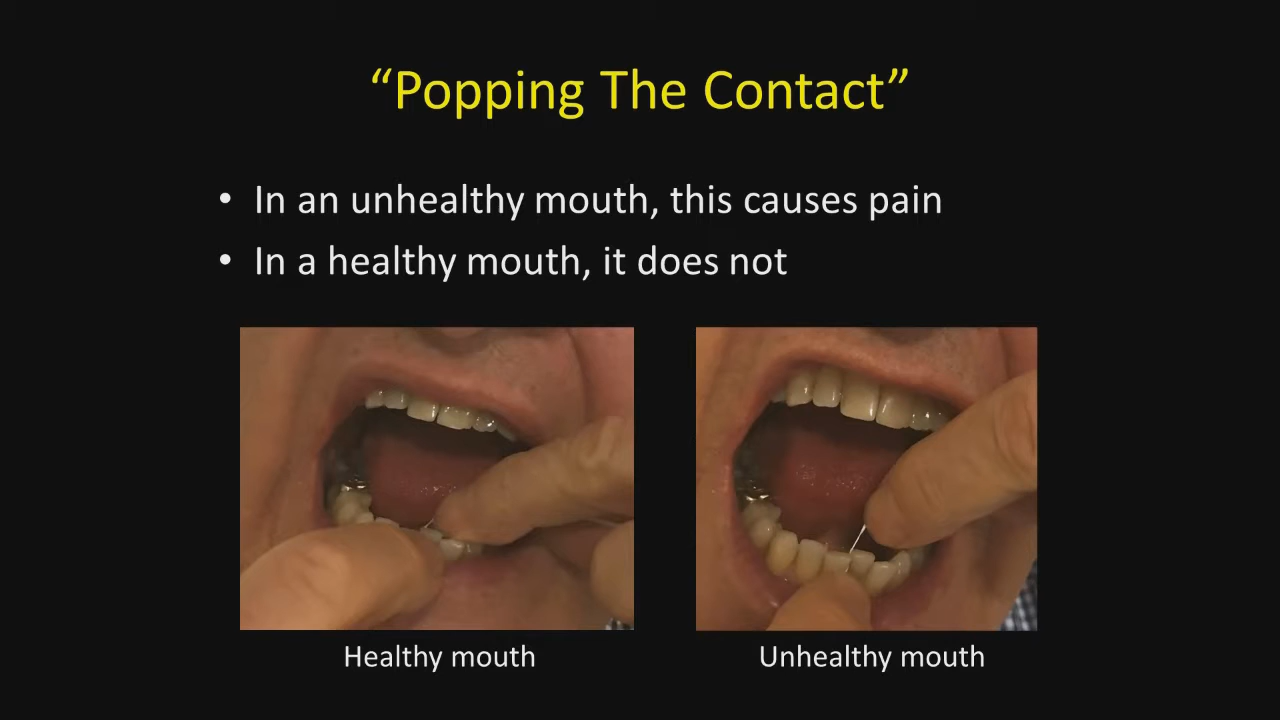 “Popping The Contact”
• In an unhealthy mouth, this causes pain
• In a healthy mouth, it does not
Healthy mouth
Unhealthy mouth